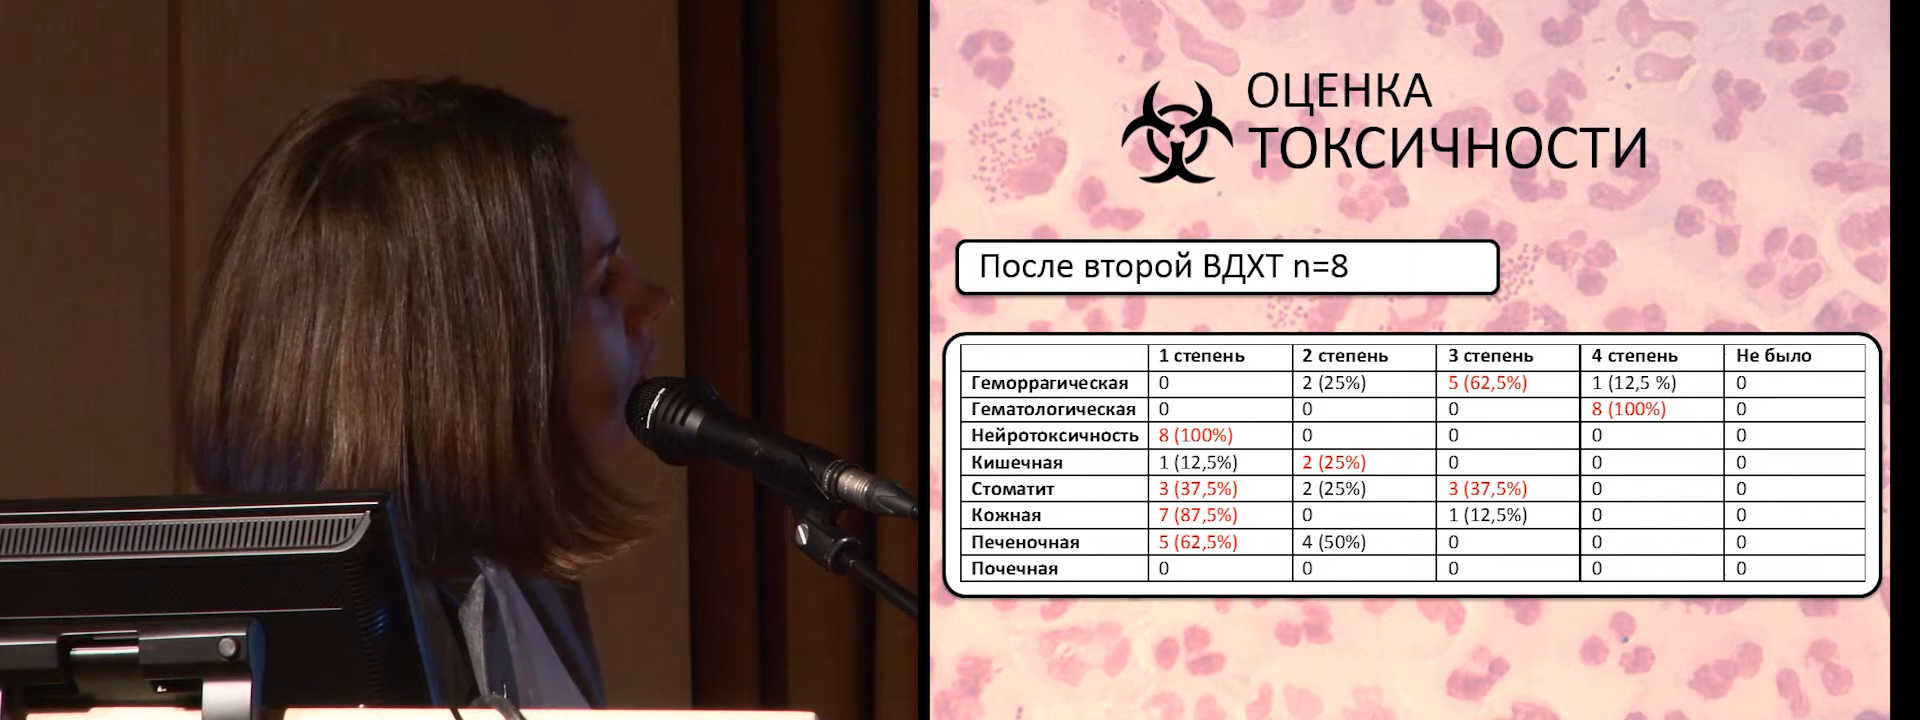 ОЦЕНКА
ТОКСИЧНОСТИ
После второй ВДХТ n=8
1 степень 2 степень 3 степень 4 степень Не было
Геморрагическая 0 2 (25%) 5 (62,5%) 1 (12,5 %) 0
Гематологическая 0 0 0 8 (100%) 0
Нейротоксичность 8 (100%) 0 0 0 0
Кишечная 1 (12,5%) 2 (25%) 0 0 0
Стоматит 3 (37,5%) 2 (25%) 3 (37,5%) 0 0
Кожная 7 (87,5%) 0 1 (12,5%) 0 0
Печеночная 5 (62,5%) 4 (50%) 0 0 0
Почечная 0 0 0 0 0